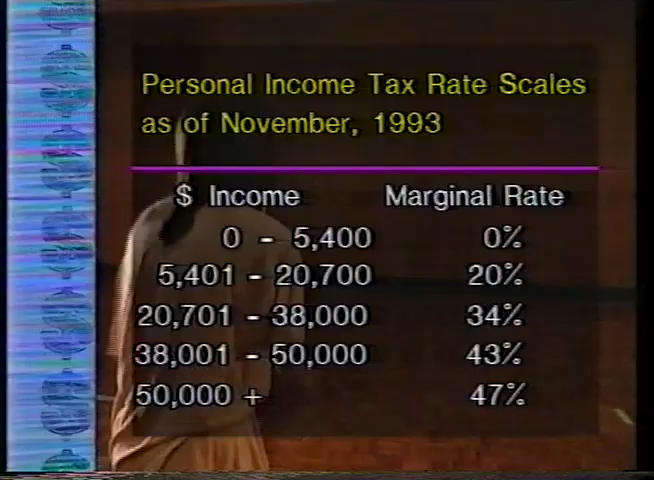 Personal Income Tax Rate Scales
as of November, 1993
$ Income Marginal Rate
0 - 5,400 0%
5,401 - 20,700 20%
20,701 - 38,000 34%
38,001 - 50,000 43%
50,000 + 47%